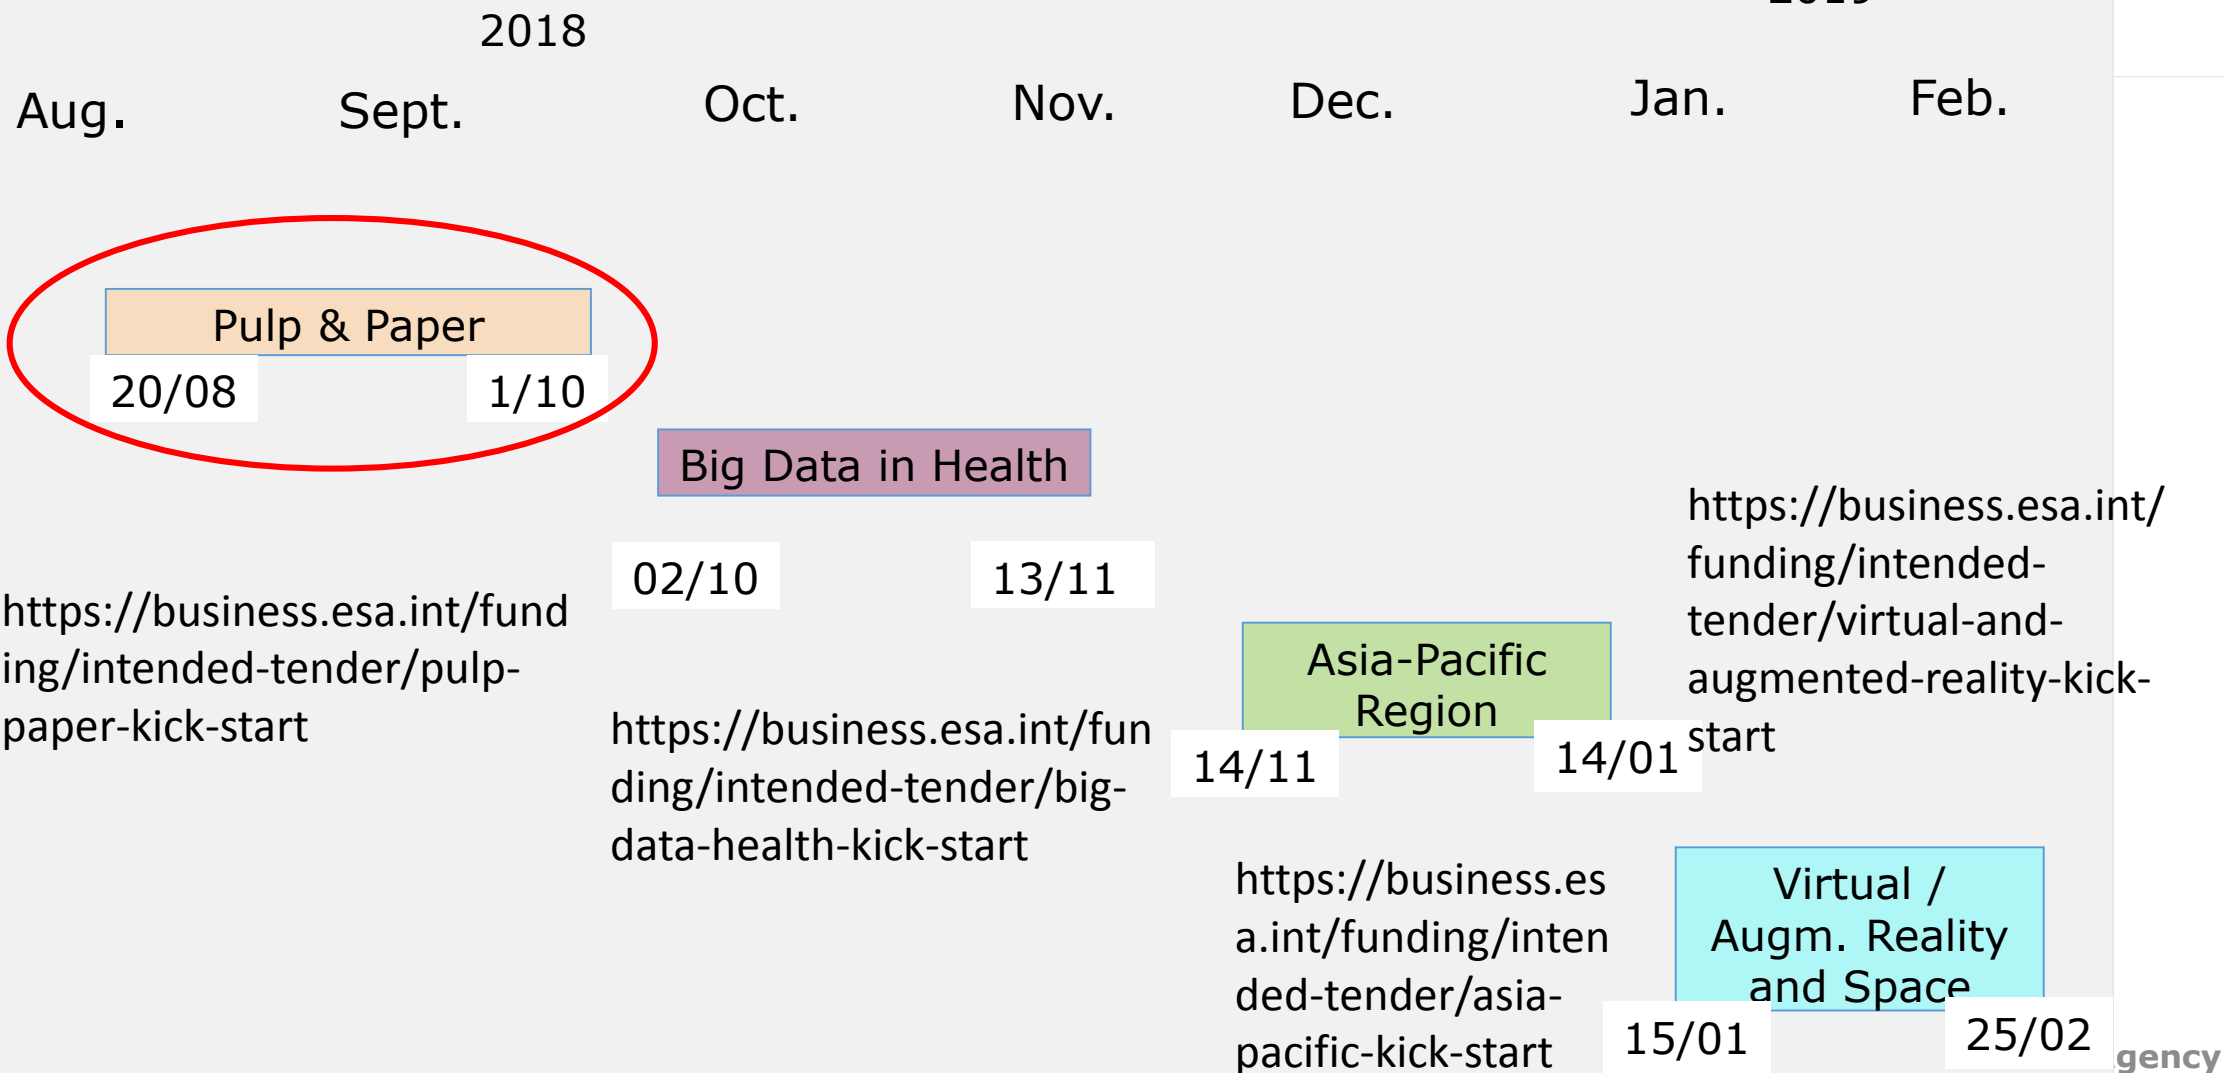 2018
2019
Aug.
Sept.
Oct.
Nov.
Dec.
Jan.
Feb.
Pulp & Paper
20/08
1/10
https://business.esa.int/fund
ing/intended-tender/pulp-
paper-kick-start
Big Data in Health
02/10
13/11
https://business.esa.int/fun
ding/intended-tender/big-
data-health-kick-start
Asia-Pacific
Region
14/11
14/01
https://business.es
a.int/funding/inten
ded-tender/asia-
pacific-kick-start
https://business.esa.int/
funding/intended-
tender/virtual-and-
augmented-reality-kick-
start
Virtual /
Augm. Reality
and Space
15/01
25/02
gency